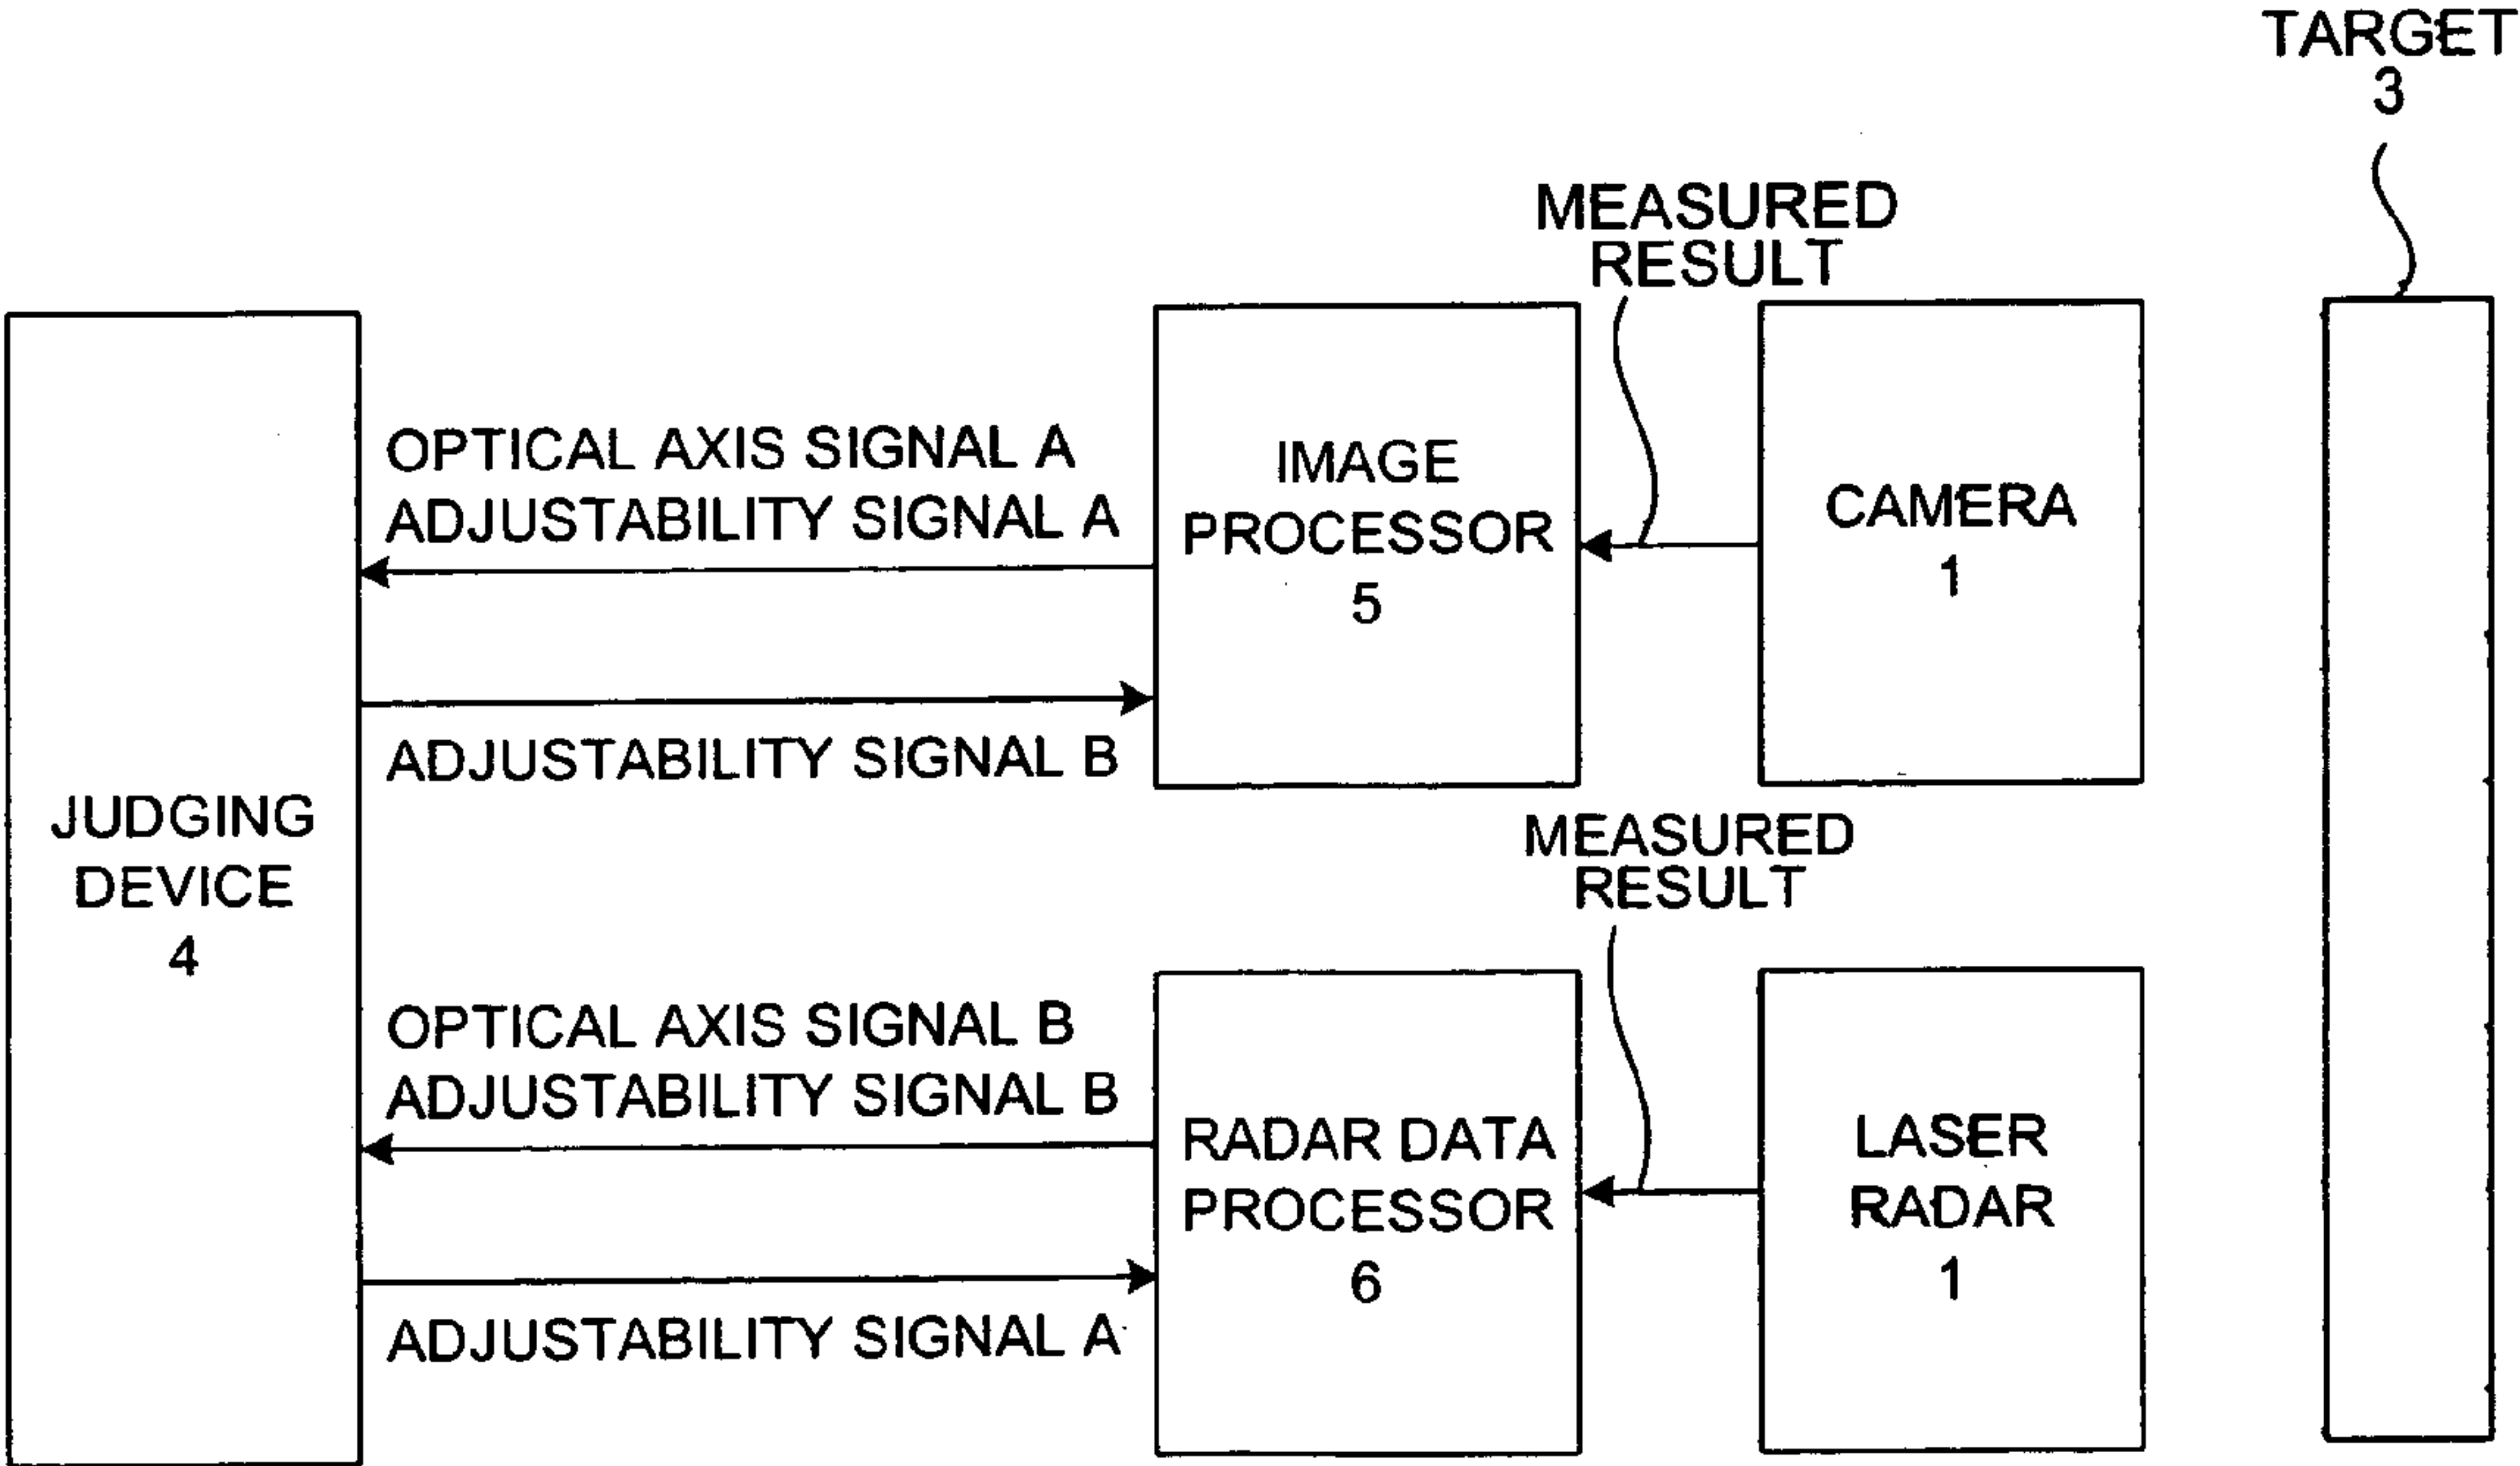 TARGET
3
MEASURED
RESULT
OPTICAL AXIS SIGNAL A
ADJUSTABILITY SIGNAL A
IMAGE
PROCESSOR
5
CAMERA
1
ADJUSTABILITY SIGNAL B
JUDGING
DEVICE
4
MEASURED
RESULT
OPTICAL AXIS SIGNAL B
ADJUSTABILITY SIGNAL B
RADAR DATA
PROCESSOR
6
LASER
RADAR
1
ADJUSTABILITY SIGNAL A